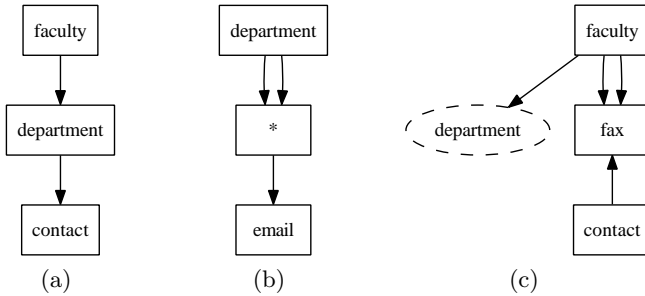 faculty
department
contact
(a)
department
*
email
(b)
faculty
department
fax
contact
(c)